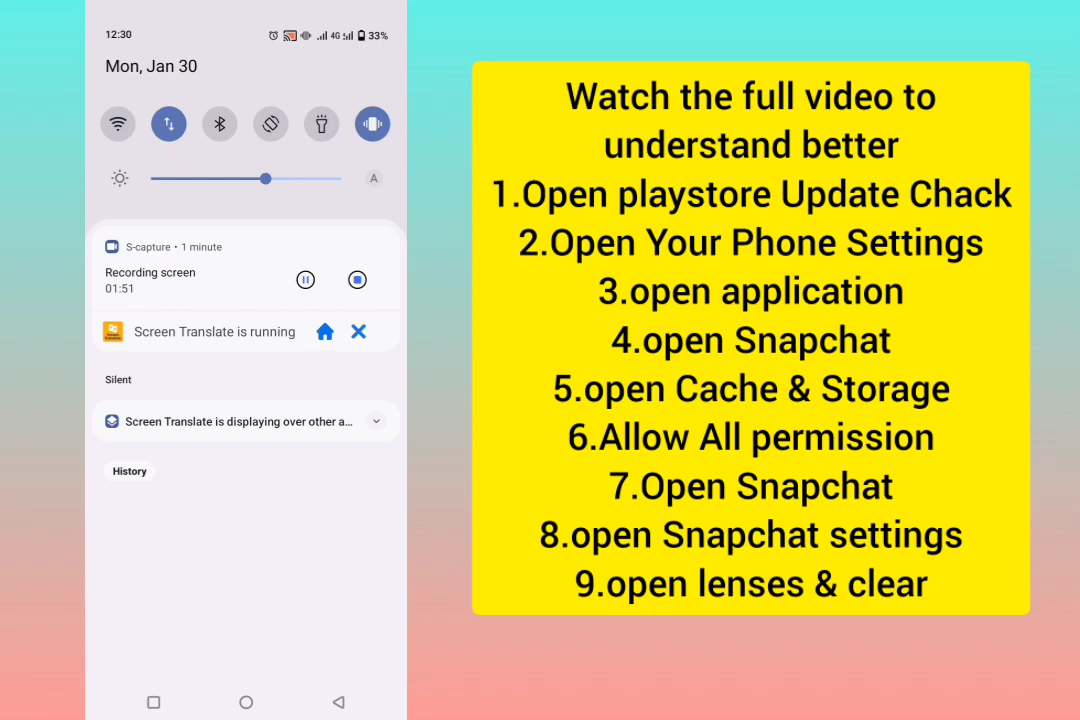 12:30
4G
33%
Mon, Jan 30
A
S-capture • 1 minute
Recording screen
01:51
Screen Translate is running
Silent
Screen Translate is displaying over other a...
History
Watch the full video to
understand better
1.Open playstore Update Chack
2.Open Your Phone Settings
3.open application
4.open Snapchat
5.open Cache & Storage
6.Allow All permission
7.Open Snapchat
8.open Snapchat settings
9.open lenses & clear